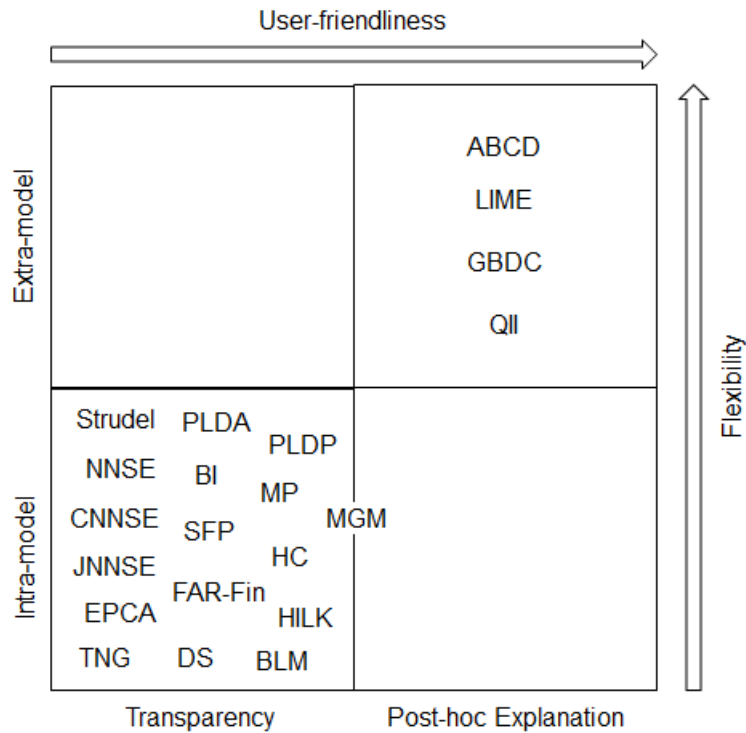 User-friendliness
Extra-model
ABCD
LIME
GBDC
QII
Flexibility
Intra-model
Strudel
PLDA
PLDP
NNSE
BI
MP
CNNSE
SFP
MGM
JNNSE
HC
FAR-Fin
EPCA
HILK
TNG
DS
BLM
Transparency
Post-hoc Explanation